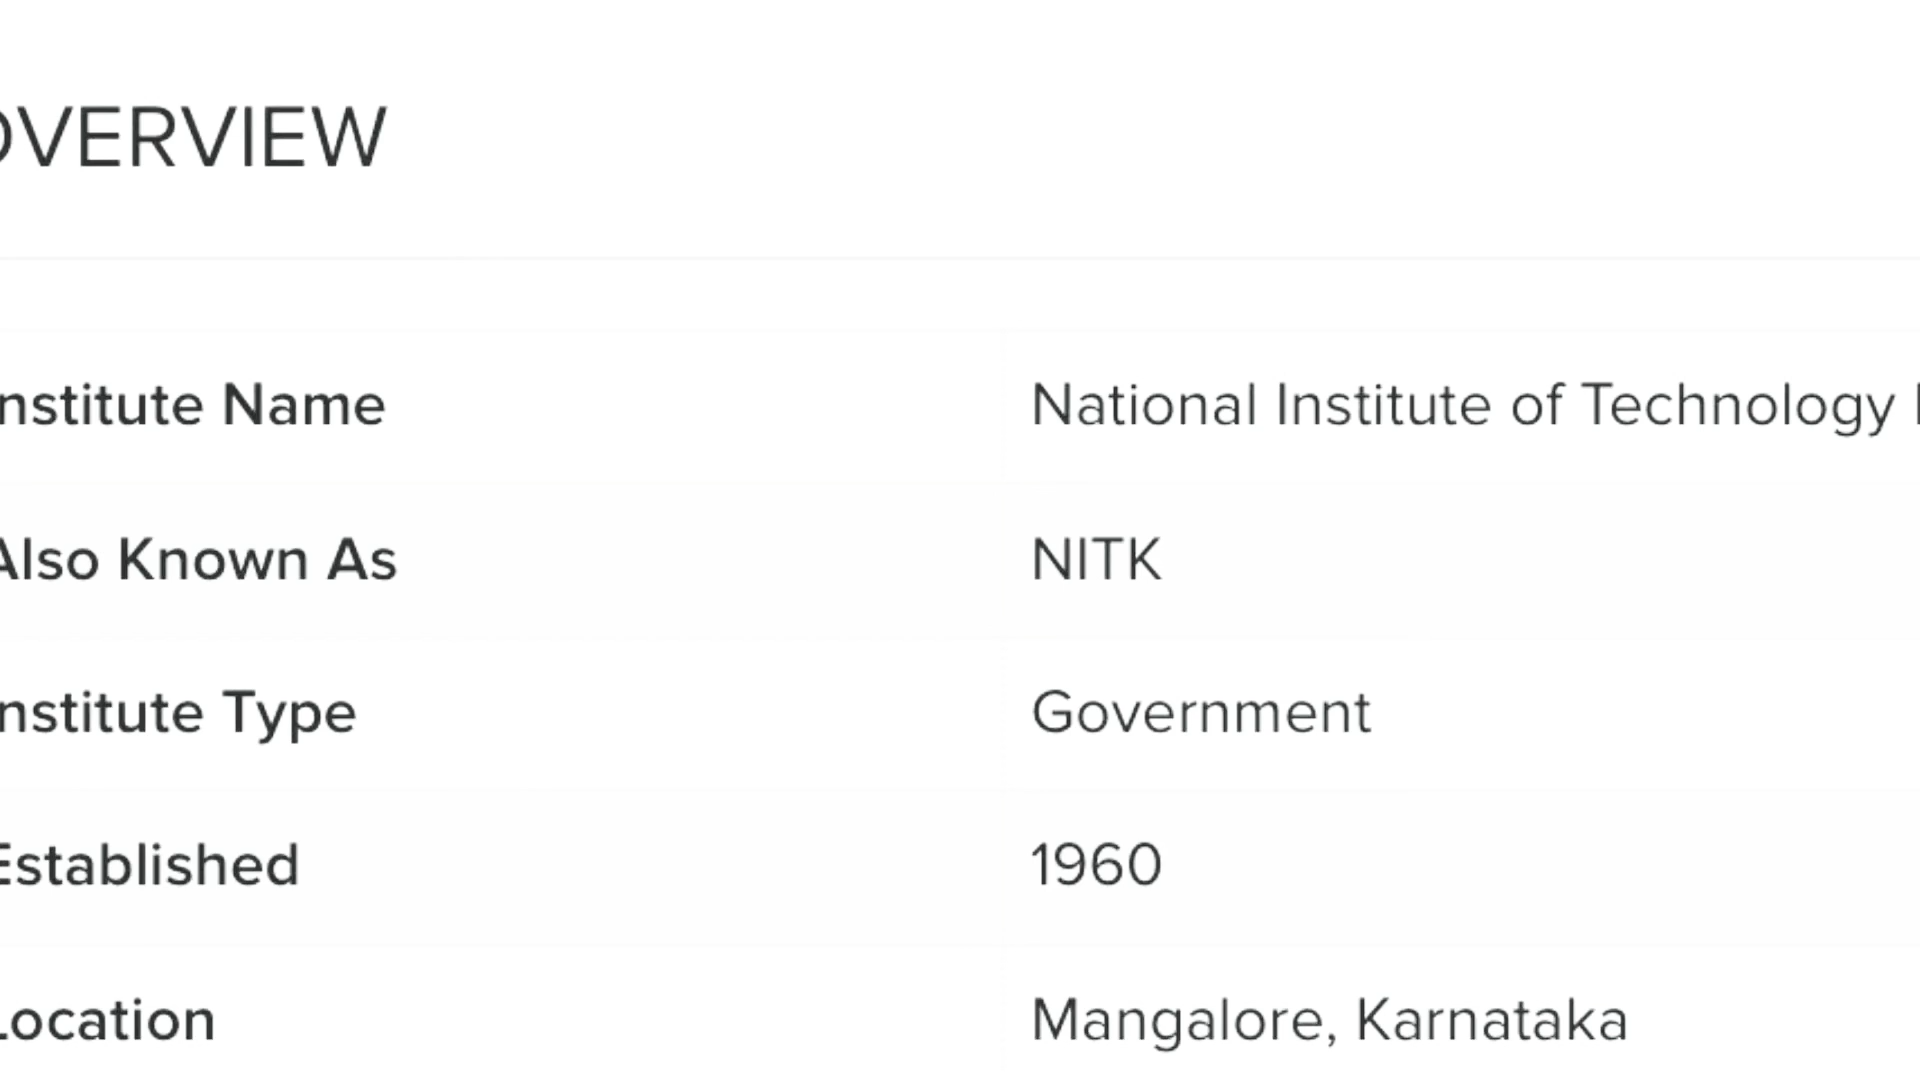 OVERVIEW
Institute Name National Institute of Technology
Also Known As NITK
Institute Type Government
Established 1960
Location Mangalore, Karnataka